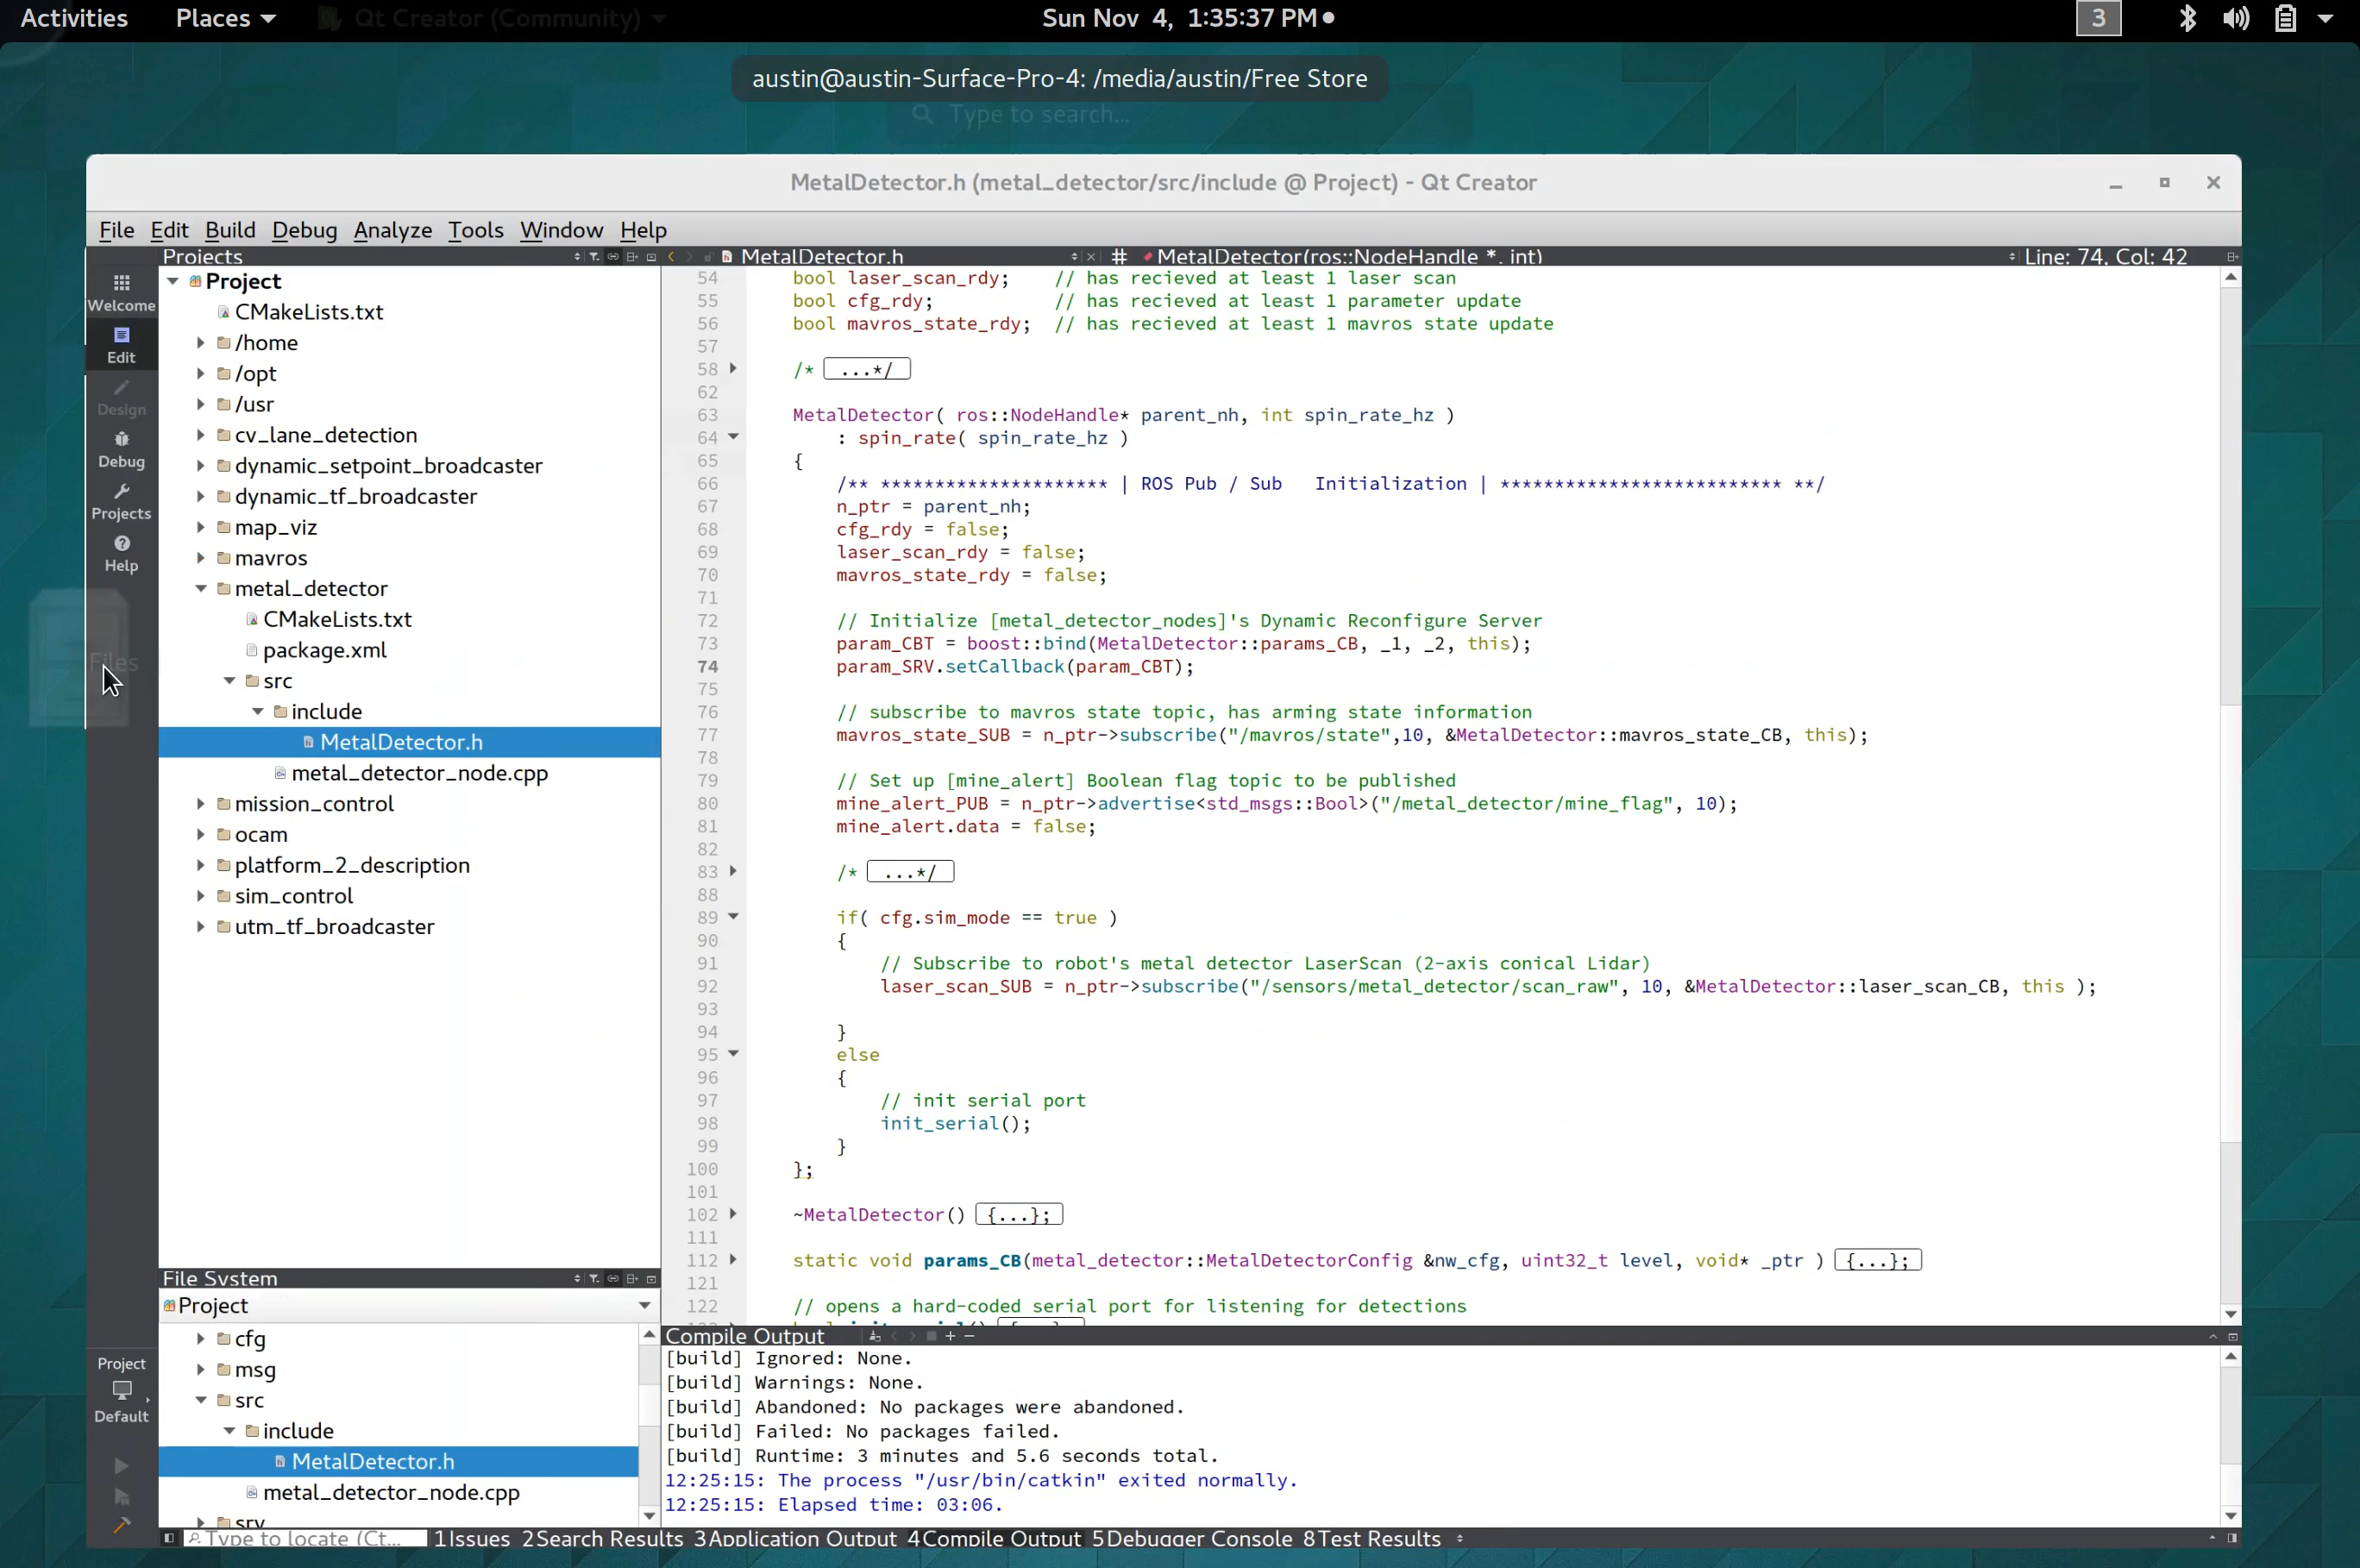 Activities Places Qt Creator (Community) Sun Nov 4, 1:35:37 PM 3
austin@austin-Surface-Pro-4: /media/austin/Free Store
Type to search...
MetalDetector.h (metal_detector/src/include @ Project) - Qt Creator
File Edit Build Debug Analyze Tools Window Help
Projects MetalDetector.h # MetalDetector(ros::NodeHandle *, int) Line: 74, Col: 42
Welcome
Edit
Design
Debug
Projects
Help
Files
Project
Default
Project
CMakeLists.txt
/home
/opt
/usr
cv_lane_detection
dynamic_setpoint_broadcaster
dynamic_tf_broadcaster
map_viz
mavros
metal_detector
CMakeLists.txt
package.xml
src
include
MetalDetector.h
metal_detector_node.cpp
mission_control
ocam
platform_2_description
sim_control
utm_tf_broadcaster
File System
Project
cfg
msg
src
include
MetalDetector.h
metal_detector_node.cpp
srv
54 bool laser_scan_rdy; // has recieved at least 1 laser scan
55 bool cfg_rdy; // has recieved at least 1 parameter update
56 bool mavros_state_rdy; // has recieved at least 1 mavros state update
57
58 /* ...*/
62
63 MetalDetector( ros::NodeHandle* parent_nh, int spin_rate_hz )
64 : spin_rate( spin_rate_hz )
65 {
66 /** ********************* | ROS Pub / Sub Initialization | ************************** **/
67 n_ptr = parent_nh;
68 cfg_rdy = false;
69 laser_scan_rdy = false;
70 mavros_state_rdy = false;
71
72 // Initialize [metal_detector_nodes]'s Dynamic Reconfigure Server
73 param_CBT = boost::bind(MetalDetector::params_CB, _1, _2, this);
74 param_SRV.setCallback(param_CBT);
75
76 // subscribe to mavros state topic, has arming state information
77 mavros_state_SUB = n_ptr->subscribe("/mavros/state",10, &MetalDetector::mavros_state_CB, this);
78
79 // Set up [mine_alert] Boolean flag topic to be published
80 mine_alert_PUB = n_ptr->advertise<std_msgs::Bool>("/metal_detector/mine_flag", 10);
81 mine_alert.data = false;
82
83 /* ...*/
88
89 if( cfg.sim_mode == true )
90 {
91 // Subscribe to robot's metal detector LaserScan (2-axis conical Lidar)
92 laser_scan_SUB = n_ptr->subscribe("/sensors/metal_detector/scan_raw", 10, &MetalDetector::laser_scan_CB, this );
93
94 }
95 else
96 {
97 // init serial port
98 init_serial();
99 }
100 };
101
102 ~MetalDetector() {...};
111
112 static void params_CB(metal_detector::MetalDetectorConfig &nw_cfg, uint32_t level, void* _ptr ) {...};
121
122 // opens a hard-coded serial port for listening for detections
Compile Output
[build] Ignored: None.
[build] Warnings: None.
[build] Abandoned: No packages were abandoned.
[build] Failed: No packages failed.
[build] Runtime: 3 minutes and 5.6 seconds total.
12:25:15: The process "/usr/bin/catkin" exited normally.
12:25:15: Elapsed time: 03:06.
Type to locate (Ct... 1 Issues 2 Search Results 3 Application Output 4 Compile Output 5 Debugger Console 8 Test Results